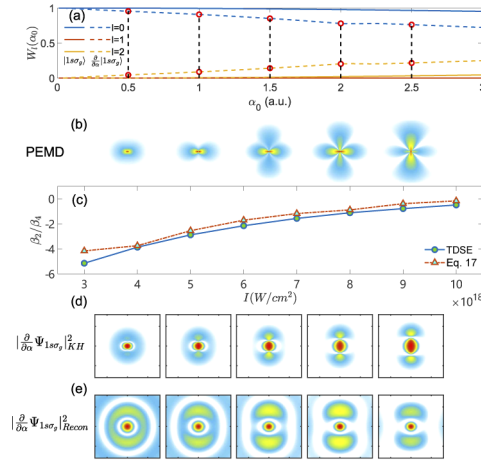 (a)
1
0.5
0
W_l(α_0)
l=0
l=1
l=2
|1sσ_g⟩ ∂/∂α |1sσ_g⟩
0 0.5 1 1.5 2 2.5 3
α_0 (a.u.)
(b)
PEMD
(c)
0
-2
-4
-6
β_2/β_4
TDSE
Eq. 17
3 4 5 6 7 8 9 10
I(W/cm²)
×10^18
(d)
|∂/∂α Ψ_1sσ_g|²_KH
(e)
|∂/∂α Ψ_1sσ_g|²_Recon